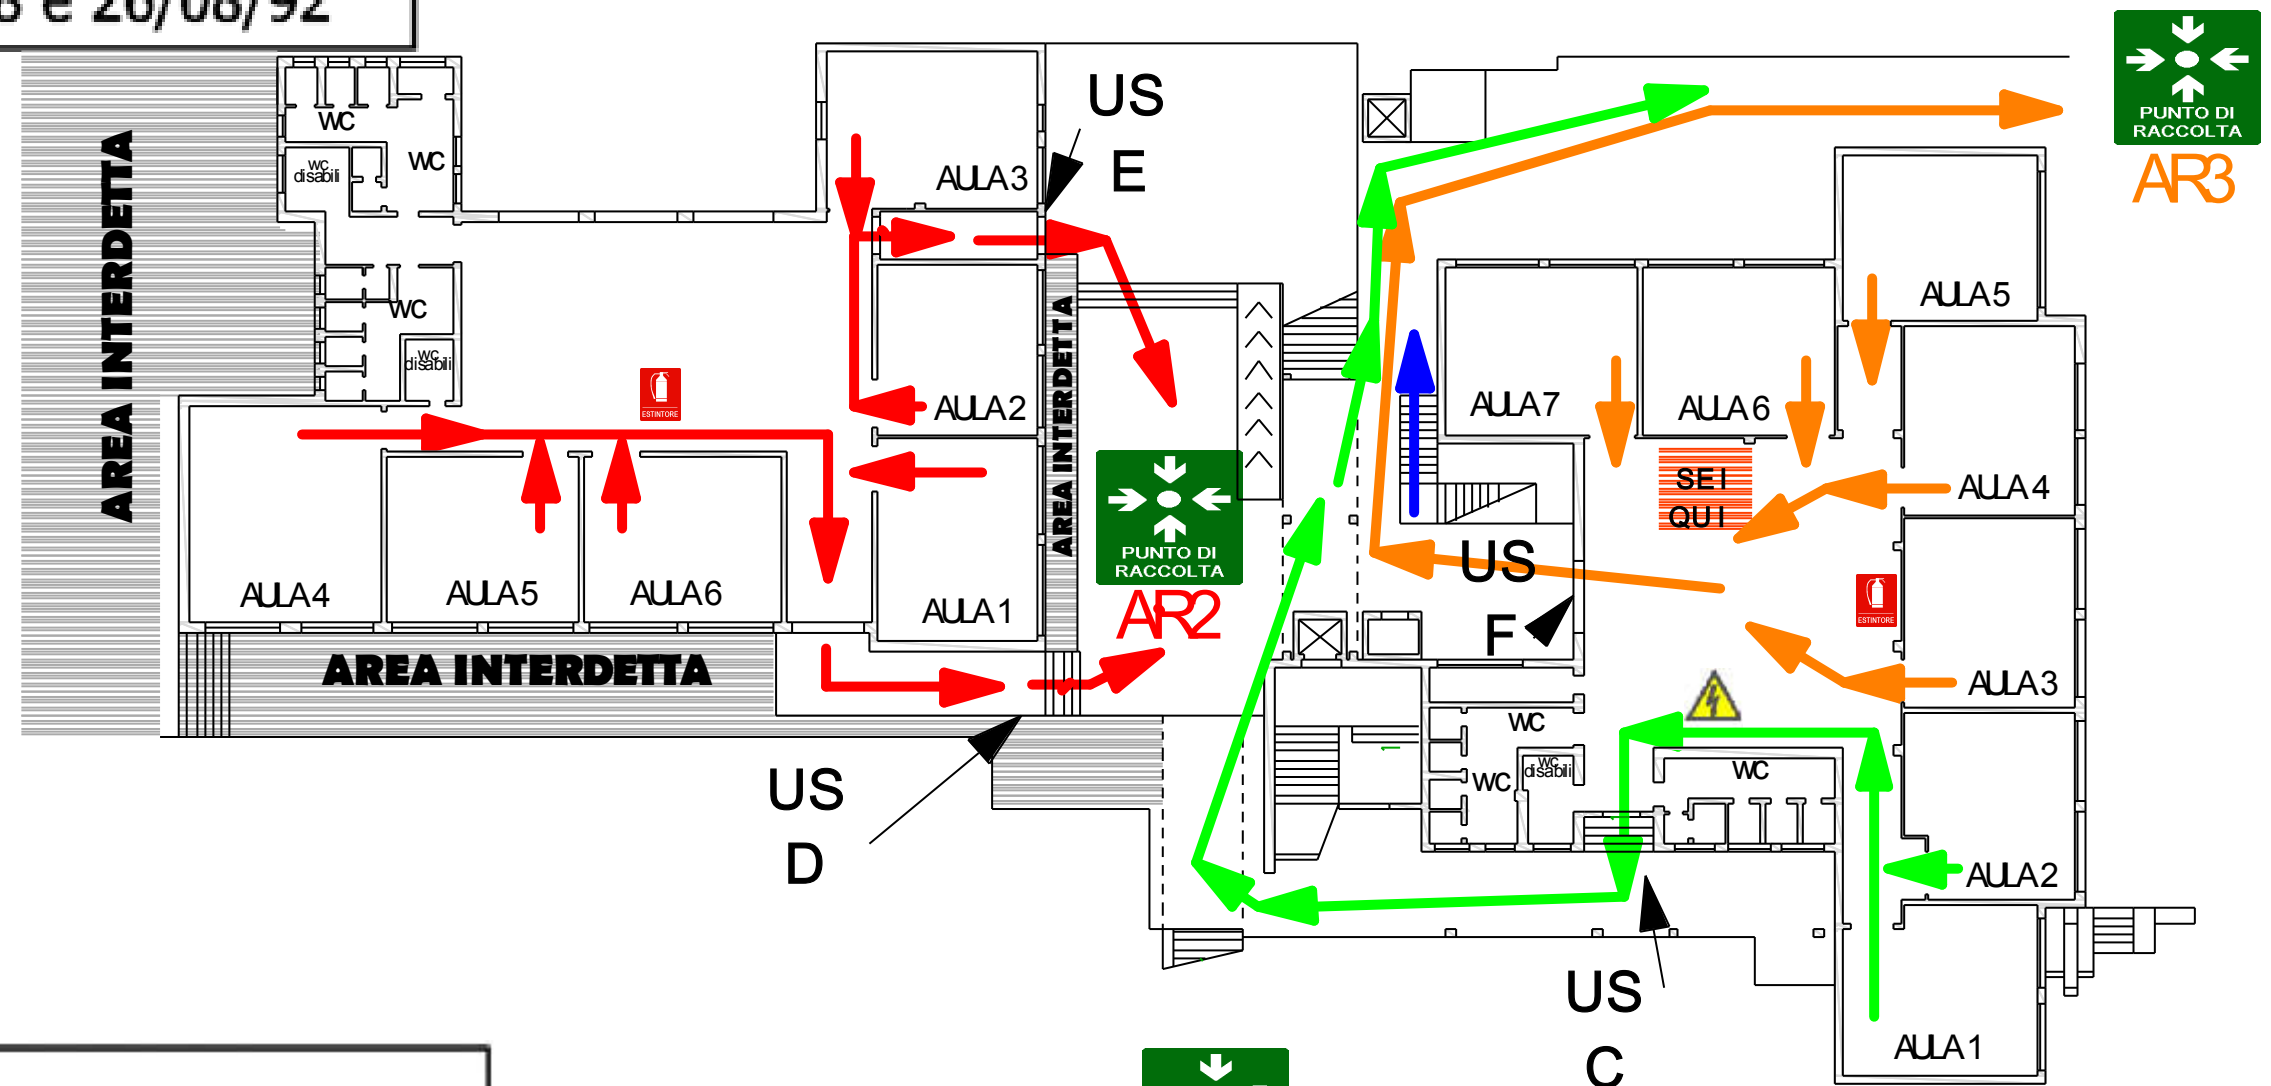 e 26/08/92
AREA INTERDETTA
WC
WC
wc
disabili
WC
wc
disabili
ESTINTORE
AULA 3
US
E
AULA 2
AULA 1
AULA 4
AULA 5
AULA 6
AREA INTERDETTA
AREA INTERDETTA
US
D
PUNTO DI
RACCOLTA
AR2
PUNTO DI
RACCOLTA
AR3
AULA 5
AULA 7
AULA 6
AULA 4
SEI
QUI
US
F
ESTINTORE
AULA 3
WC
WC
wc
disabili
WC
AULA 2
US
C
AULA 1